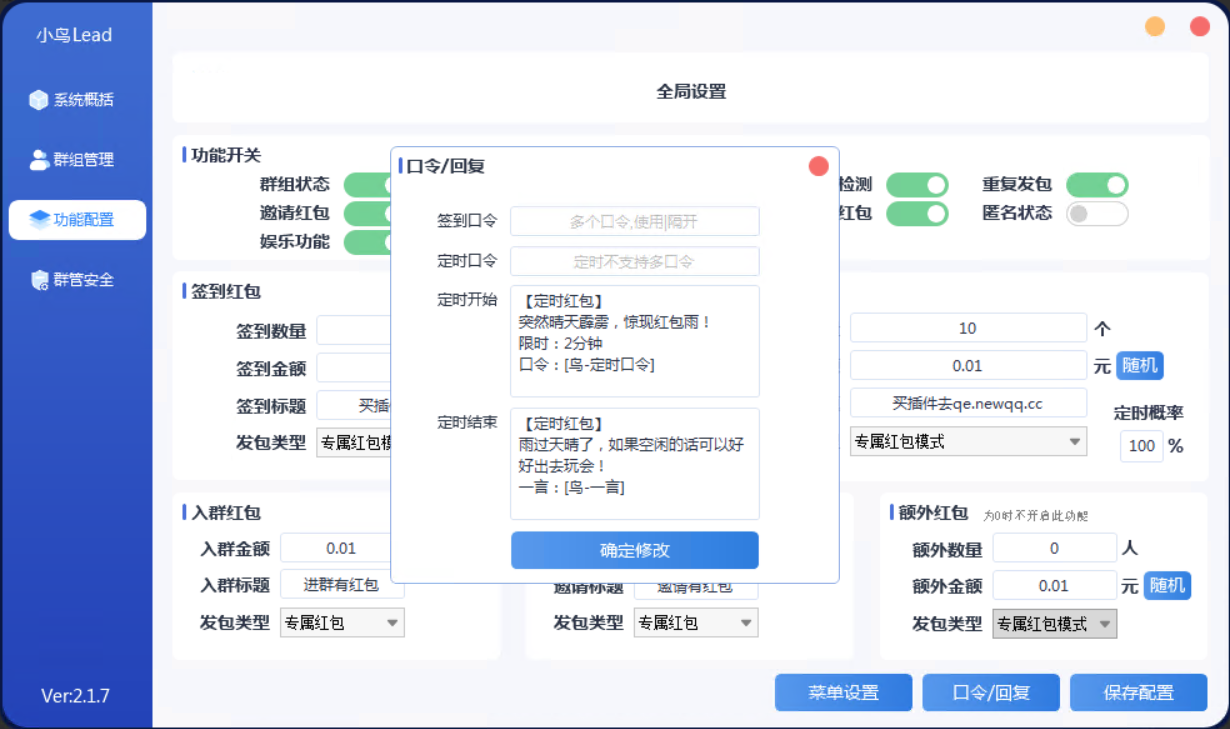 小鸟Lead
系统概括
群组管理
功能配置
群管安全
Ver:2.1.7
全局设置
功能开关
群组状态
邀请红包
娱乐功能
检测
重复发包
红包
匿名状态
口令/回复
签到口令
多个口令,使用|隔开
定时口令
定时不支持多口令
定时开始
【定时红包】
突然晴天霹雳，惊现红包雨！
限时：2分钟
口令：[鸟-定时口令]
定时结束
【定时红包】
雨过天晴了，如果空闲的话可以好
好出去玩会！
一言：[鸟-一言]
确定修改
签到红包
签到数量
签到金额
签到标题
买插
发包类型
专属红包模
10 个
0.01 元 随机
买插件去qe.newqq.cc
定时概率
专属红包模式
100 %
入群红包
入群金额 0.01
入群标题 进群有红包
发包类型 专属红包
邀请标题 邀请有红包
发包类型 专属红包
额外红包 为0时不开启此功能
额外数量 0 人
额外金额 0.01 元 随机
发包类型 专属红包模式
菜单设置
口令/回复
保存配置